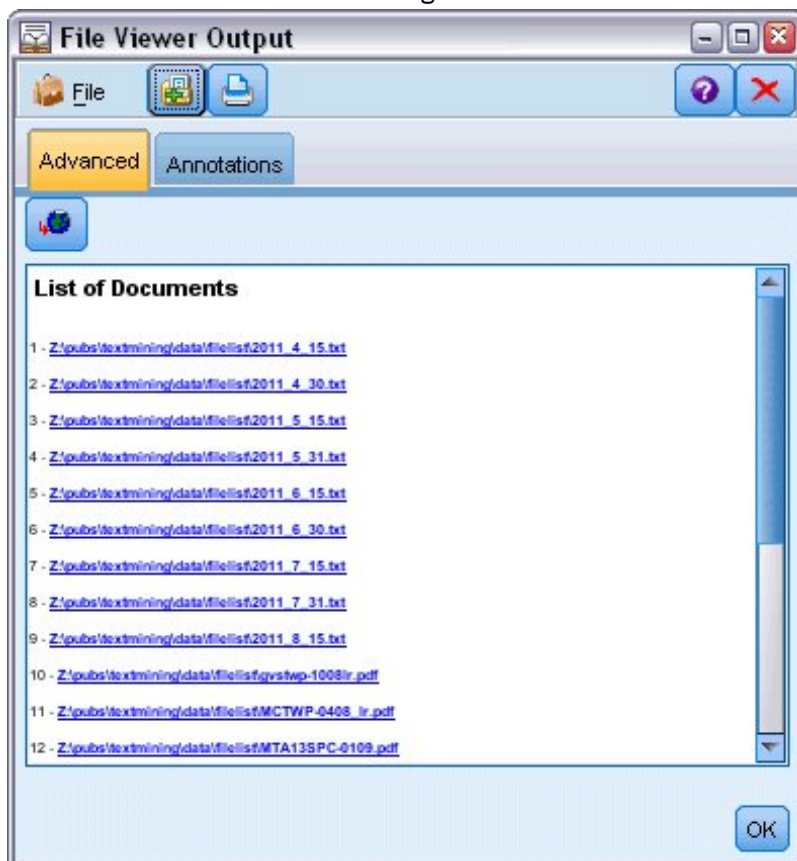 File Viewer Output
File
Advanced Annotations
List of Documents
1 - Z:\pubs\textmining\data\filelist\2011_4_15.txt
2 - Z:\pubs\textmining\data\filelist\2011_4_30.txt
3 - Z:\pubs\textmining\data\filelist\2011_5_15.txt
4 - Z:\pubs\textmining\data\filelist\2011_5_31.txt
5 - Z:\pubs\textmining\data\filelist\2011_6_15.txt
6 - Z:\pubs\textmining\data\filelist\2011_6_30.txt
7 - Z:\pubs\textmining\data\filelist\2011_7_15.txt
8 - Z:\pubs\textmining\data\filelist\2011_7_31.txt
9 - Z:\pubs\textmining\data\filelist\2011_8_15.txt
10 - Z:\pubs\textmining\data\filelist\gvstwp-1008lr.pdf
11 - Z:\pubs\textmining\data\filelist\MCTWP-0408_lr.pdf
12 - Z:\pubs\textmining\data\filelist\MTA13SPC-0109.pdf
OK